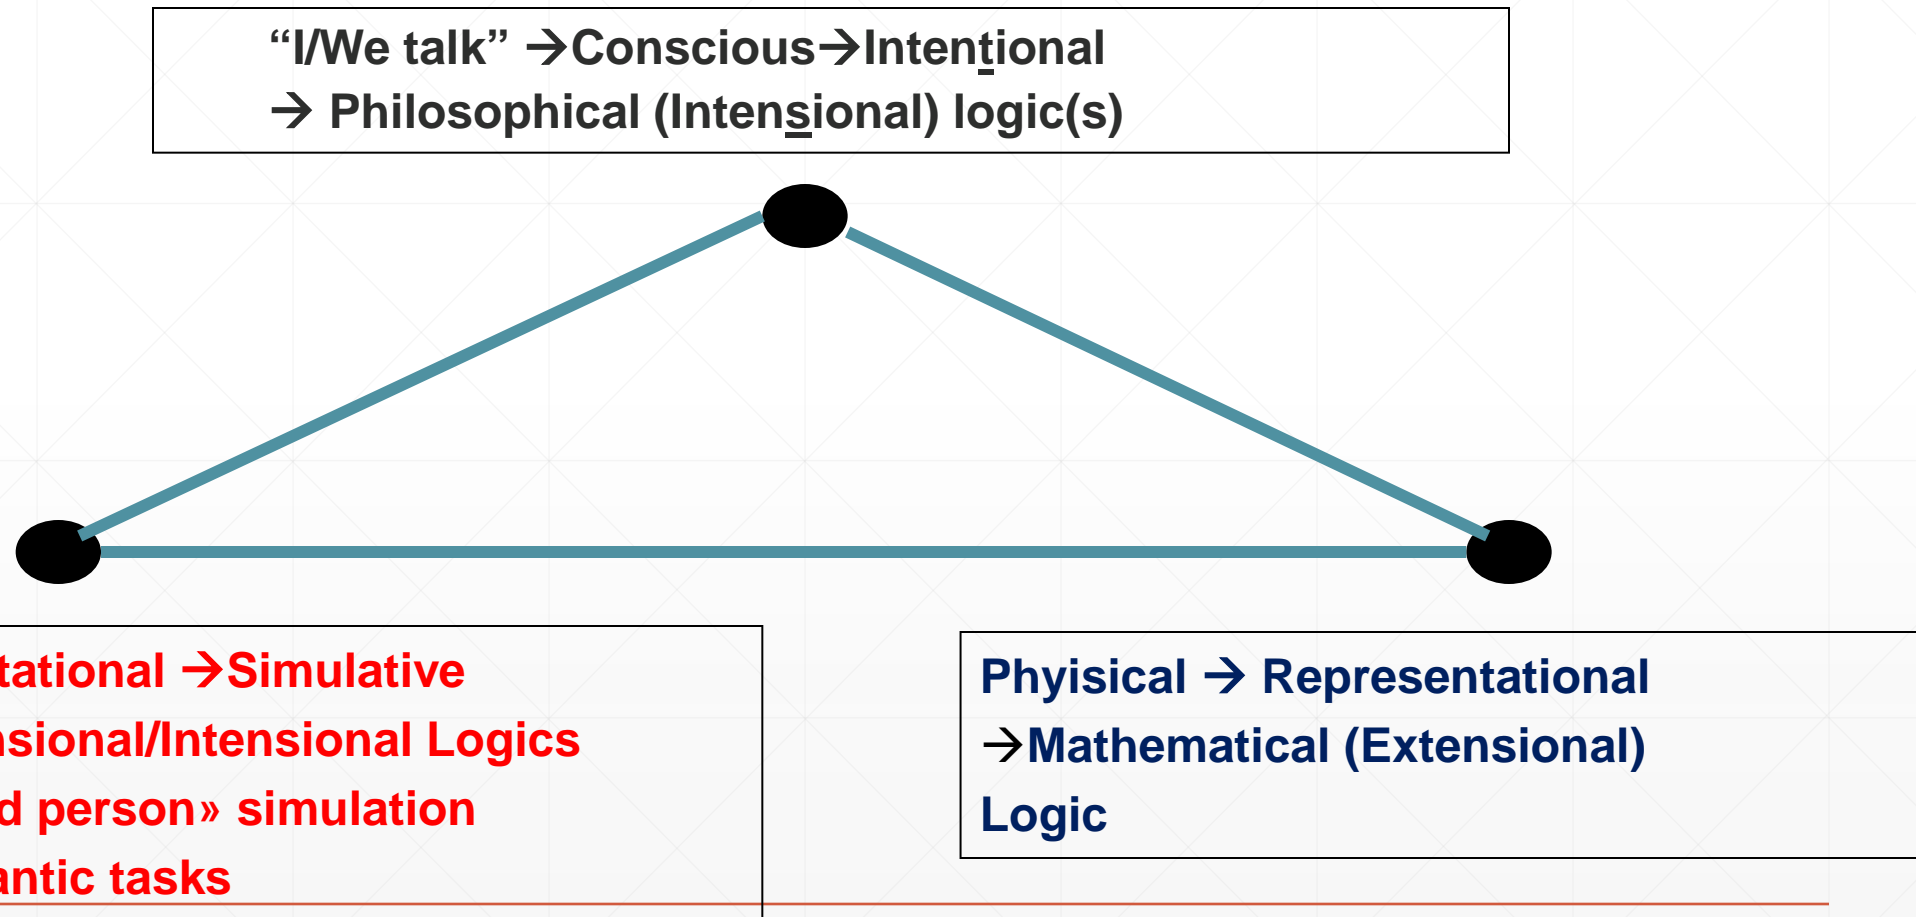 “I/We talk” →Conscious→Intentional
→ Philosophical (Intensional) logic(s)
tational →Simulative
nsional/Intensional Logics
d person» simulation
antic tasks
Phyisical → Representational
→Mathematical (Extensional)
Logic